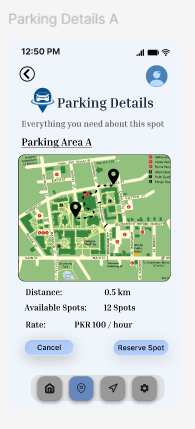 Parking Details A
12:50 PM
Parking Details
Everything you need about this spot
Parking Area A
Distance: 0.5 km
Available Spots: 12 Spots
Rate: PKR 100 / hour
Cancel Reserve Spot